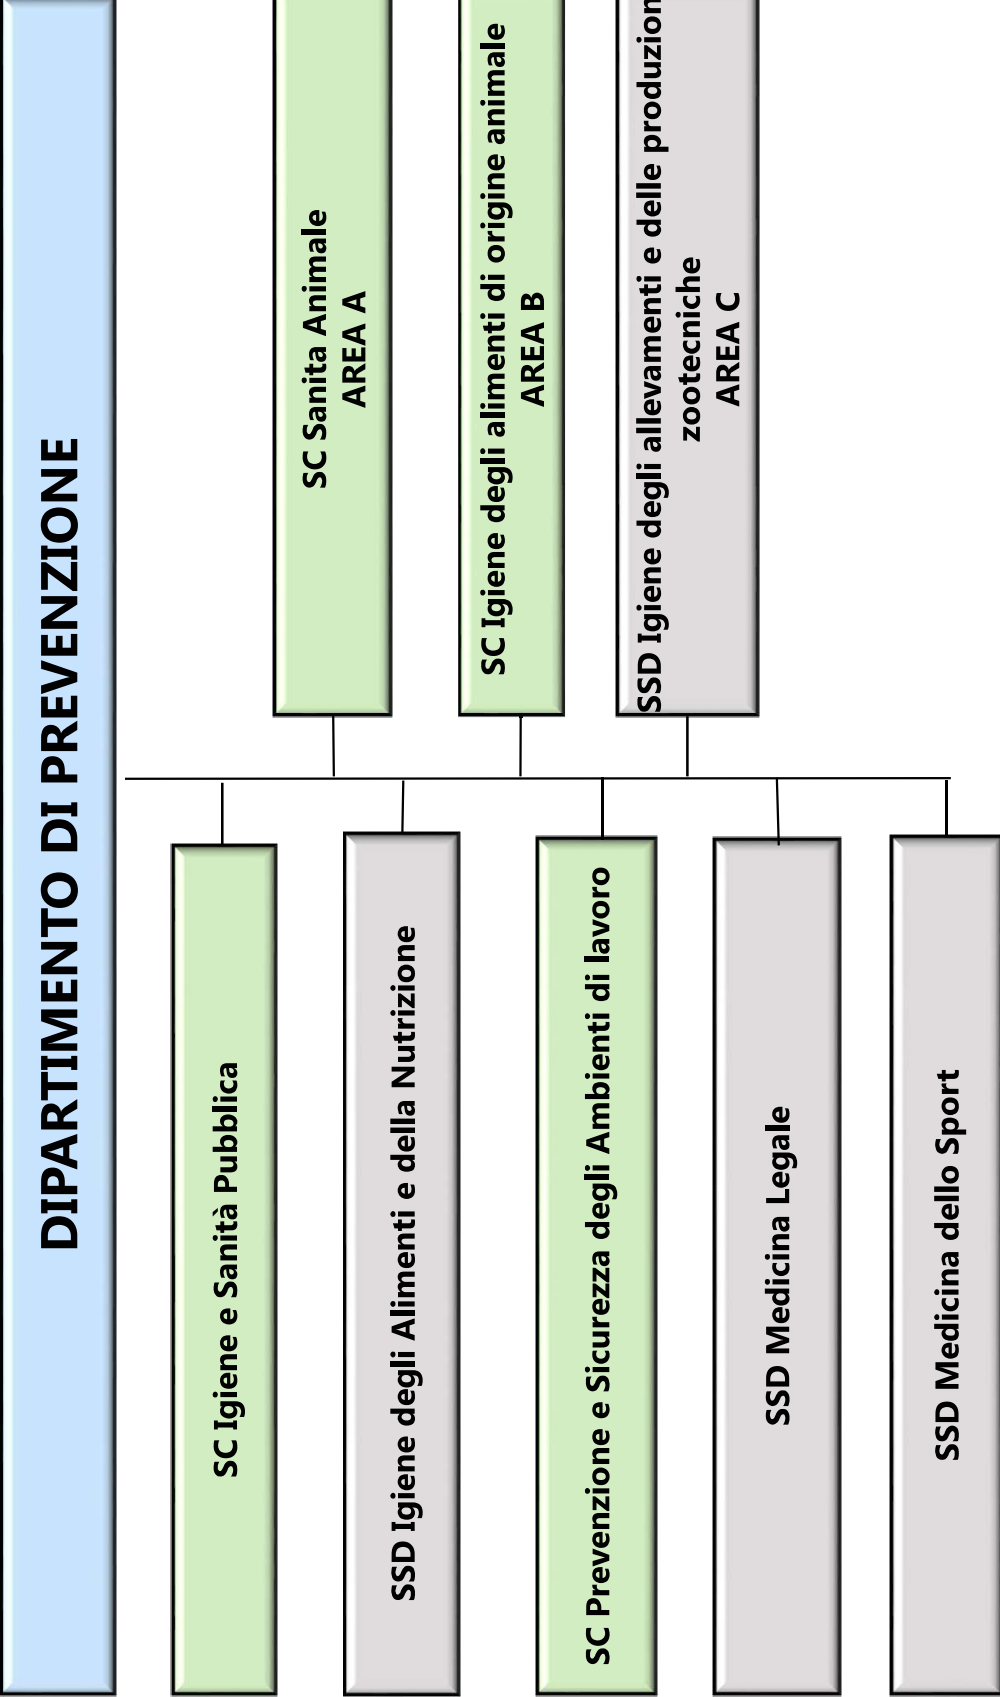 DIPARTIMENTO DI PREVENZIONE
SC Igiene e Sanità Pubblica
SSD Igiene degli Alimenti e della Nutrizione
SC Prevenzione e Sicurezza degli Ambienti di lavoro
SSD Medicina Legale
SSD Medicina dello Sport
SC Sanita Animale
AREA A
SC Igiene degli alimenti di origine animale
AREA B
SSD Igiene degli allevamenti e delle produzion
zootecniche
AREA C